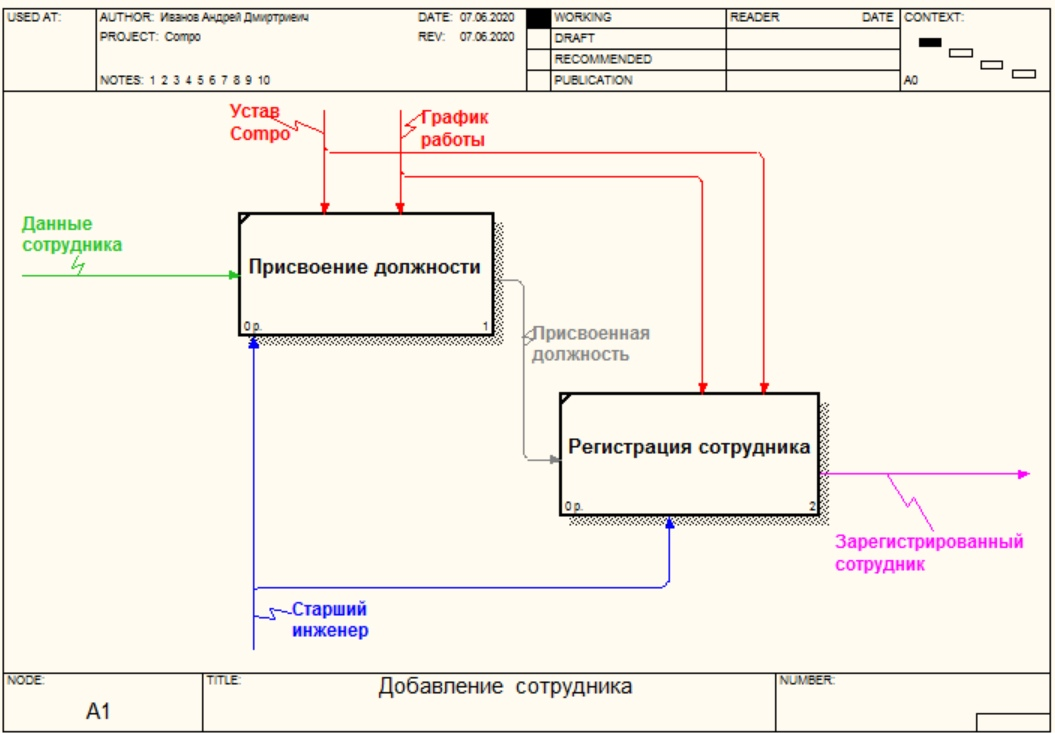 USED AT:
AUTHOR: Иванов Андрей Дмиртриевич
DATE: 07.06.2020
PROJECT: Compo
REV: 07.06.2020
NOTES: 1 2 3 4 5 6 7 8 9 10
WORKING
DRAFT
RECOMMENDED
PUBLICATION
READER
DATE
CONTEXT:
A0
Устав
Compo
График
работы
Данные
сотрудника
Присвоение должности
0 р.
1
Присвоенная
должность
Регистрация сотрудника
0 р.
2
Зарегистрированный
сотрудник
Старший
инженер
NODE:
A1
TITLE:
Добавление сотрудника
NUMBER: